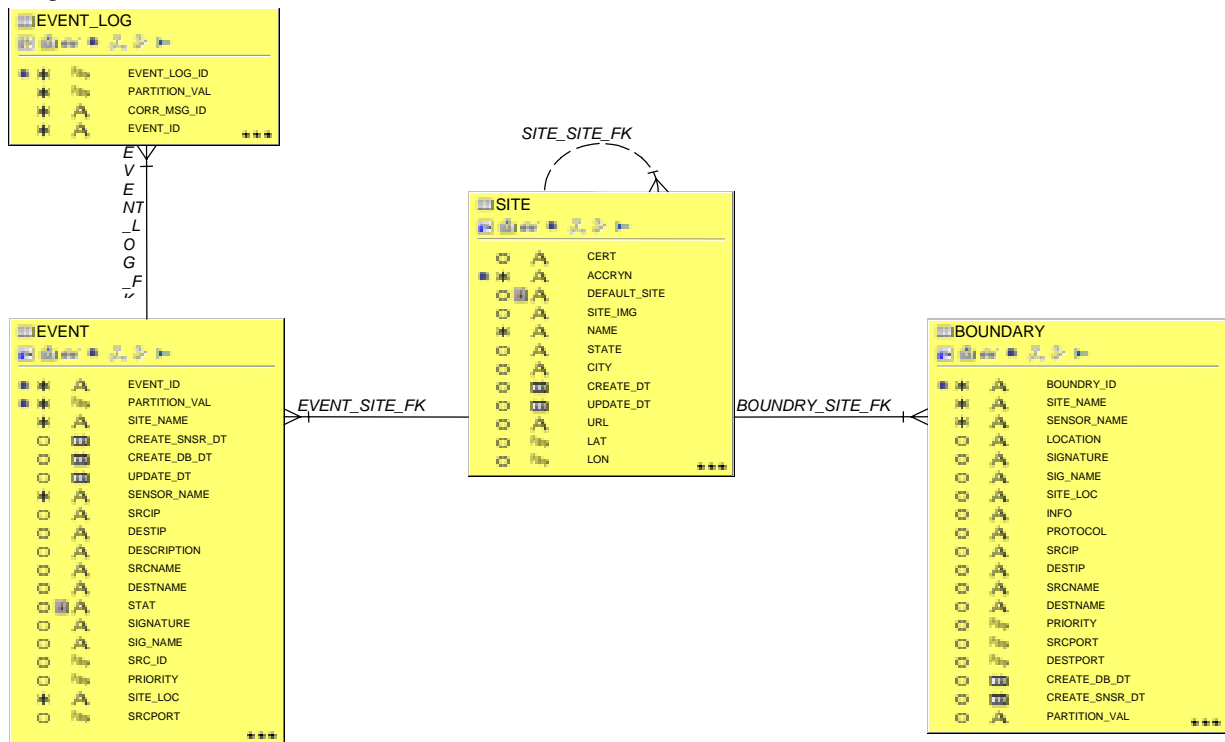 EVENT_LOG
EVENT_LOG_ID
PARTITION_VAL
CORR_MSG_ID
EVENT_ID
EVENT_LOG_FK
SITE_SITE_FK
SITE
CERT
ACCRYN
DEFAULT_SITE
SITE_IMG
NAME
STATE
CITY
CREATE_DT
UPDATE_DT
URL
LAT
LON
EVENT
EVENT_ID
PARTITION_VAL
SITE_NAME
CREATE_SNSR_DT
CREATE_DB_DT
UPDATE_DT
SENSOR_NAME
SRCIP
DESTIP
DESCRIPTION
SRCNAME
DESTNAME
STAT
SIGNATURE
SIG_NAME
SRC_ID
PRIORITY
SITE_LOC
SRCPORT
EVENT_SITE_FK
BOUNDRY_SITE_FK
BOUNDARY
BOUNDRY_ID
SITE_NAME
SENSOR_NAME
LOCATION
SIGNATURE
SIG_NAME
SITE_LOC
INFO
PROTOCOL
SRCIP
DESTIP
SRCNAME
DESTNAME
PRIORITY
SRCPORT
DESTPORT
CREATE_DB_DT
CREATE_SNSR_DT
PARTITION_VAL